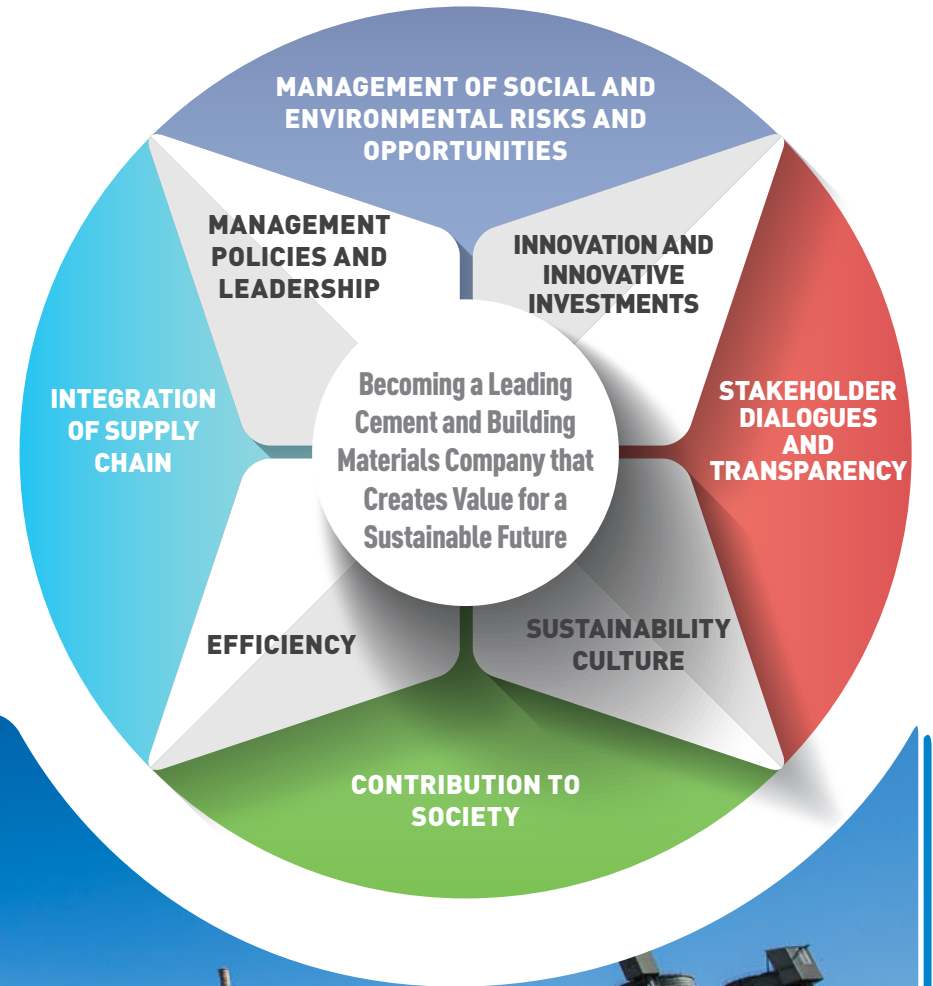 MANAGEMENT OF SOCIAL AND
ENVIRONMENTAL RISKS AND
OPPORTUNITIES
MANAGEMENT
POLICIES AND
LEADERSHIP
INNOVATION AND
INNOVATIVE
INVESTMENTS
INTEGRATION
OF SUPPLY
CHAIN
Becoming a Leading
Cement and Building
Materials Company that
Creates Value for a
Sustainable Future
STAKEHOLDER
DIALOGUES
AND
TRANSPARENCY
EFFICIENCY
SUSTAINABILITY
CULTURE
CONTRIBUTION TO
SOCIETY